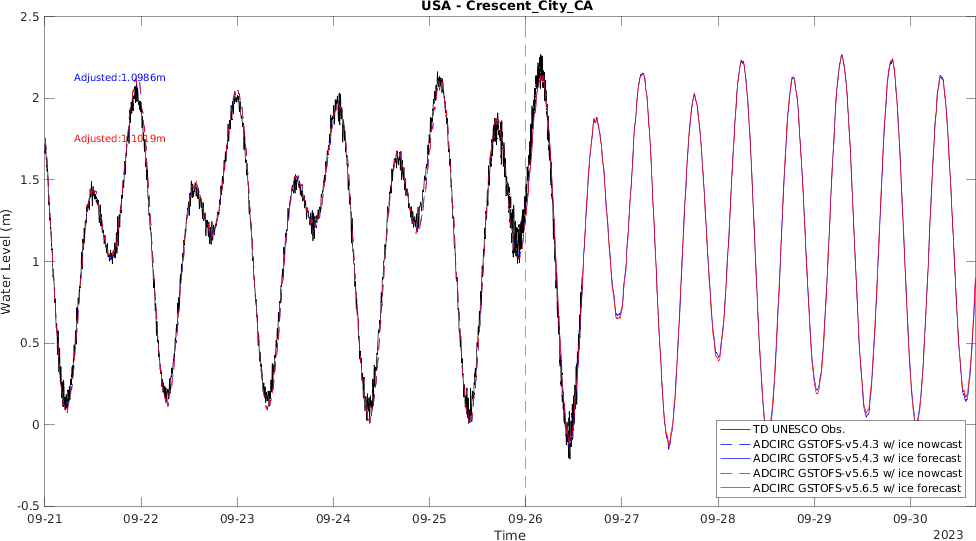 USA - Crescent_City_CA
2.5
2
1.5
1
0.5
0
-0.5
Water Level (m)
Adjusted:1.0986m
Adjusted:1.1019m
TD UNESCO Obs.
ADCIRC GSTOFS-v5.4.3 w/ ice nowcast
ADCIRC GSTOFS-v5.4.3 w/ ice forecast
ADCIRC GSTOFS-v5.6.5 w/ ice nowcast
ADCIRC GSTOFS-v5.6.5 w/ ice forecast
09-21 09-22 09-23 09-24 09-25 09-26 09-27 09-28 09-29 09-30
Time
2023